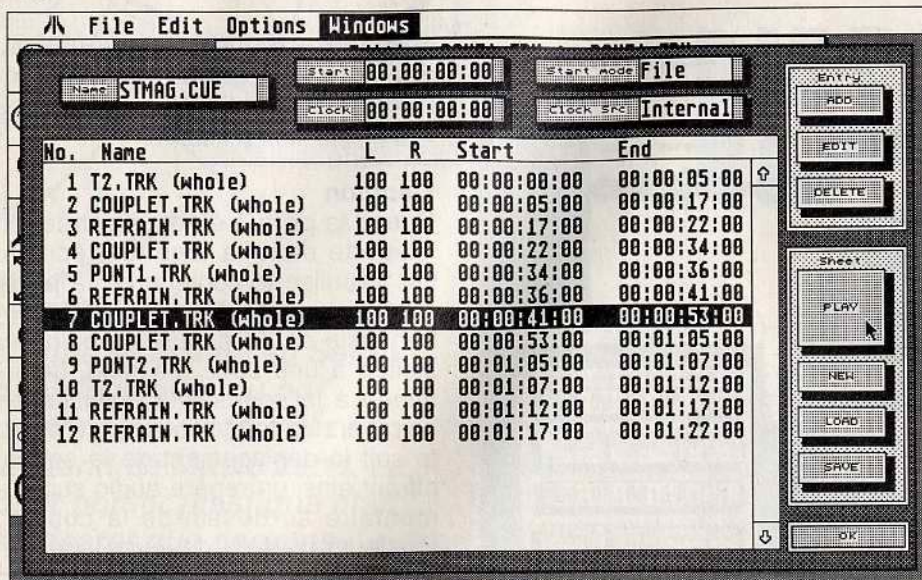 File Edit Options Windows
Name STMAG.CUE
Start 00:00:00:00
Start mode File
Clock 00:00:00:00
Clock Src Internal
No. Name L R Start End
1 T2.TRK (whole) 100 100 00:00:00:00 00:00:05:00
2 COUPLET.TRK (whole) 100 100 00:00:05:00 00:00:17:00
3 REFRAIN.TRK (whole) 100 100 00:00:17:00 00:00:22:00
4 COUPLET.TRK (whole) 100 100 00:00:22:00 00:00:34:00
5 PONT1.TRK (whole) 100 100 00:00:34:00 00:00:36:00
6 REFRAIN.TRK (whole) 100 100 00:00:36:00 00:00:41:00
7 COUPLET.TRK (whole) 100 100 00:00:41:00 00:00:53:00
8 COUPLET.TRK (whole) 100 100 00:00:53:00 00:01:05:00
9 PONT2.TRK (whole) 100 100 00:01:05:00 00:01:07:00
10 T2.TRK (whole) 100 100 00:01:07:00 00:01:12:00
11 REFRAIN.TRK (whole) 100 100 00:01:12:00 00:01:17:00
12 REFRAIN.TRK (whole) 100 100 00:01:17:00 00:01:22:00
Entry
ADD
EDIT
DELETE
Sheet
PLAY
NEW
LOAD
SAVE
OK